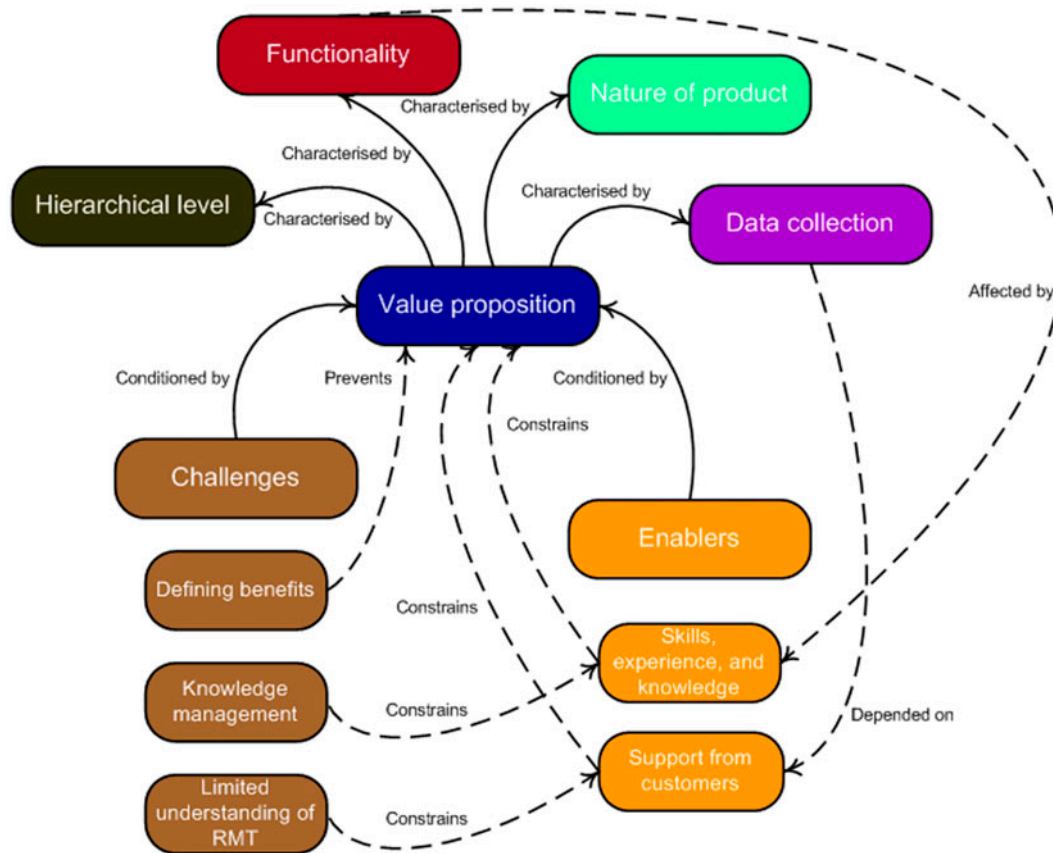 Functionality
Nature of product
Characterised by
Characterised by
Hierarchical level
Characterised by
Characterised by
Data collection
Value proposition
Affected by
Conditioned by
Prevents
Conditioned by
Constrains
Challenges
Enablers
Defining benefits
Constrains
Skills,
experience, and
knowledge
Knowledge
management
Constrains
Depended on
Support from
customers
Limited
understanding of
RMT
Constrains